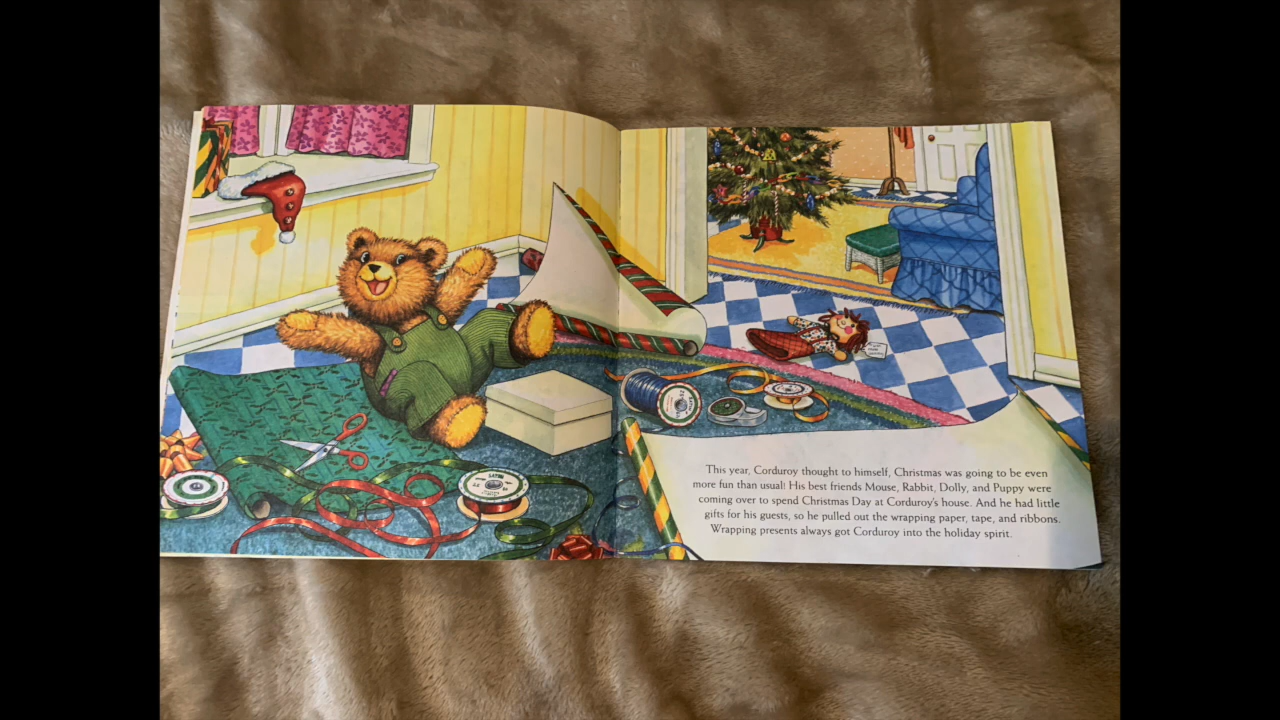 This year, Corduroy thought to himself, Christmas was going to be even
more fun than usual! His best friends Mouse, Rabbit, Dolly, and Puppy were
coming over to spend Christmas Day at Corduroy's house. And he had little
gifts for his guests, so he pulled out the wrapping paper, tape, and ribbons.
Wrapping presents always got Corduroy into the holiday spirit.
SATIN